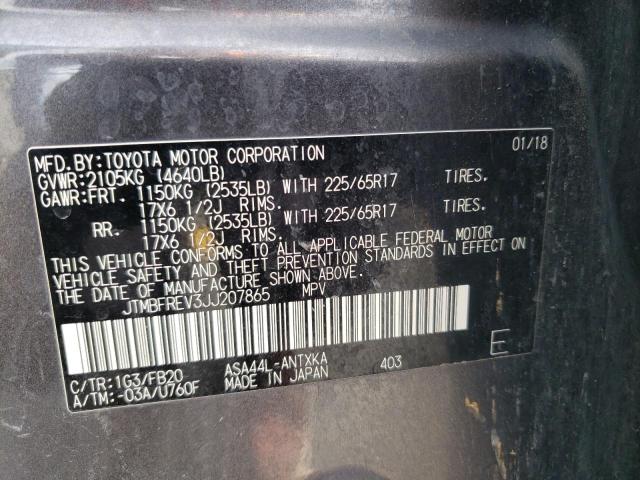 MFD.BY:TOYOTA MOTOR CORPORATION 01/18
GVWR:2105KG (4640LB)
GAWR:FRT. 1150KG (2535LB) WITH 225/65R17 TIRES.
17X6 1/2J RIMS.
RR. 1150KG (2535LB) WITH 225/65R17 TIRES.
17X6 1/2J RIMS.
THIS VEHICLE CONFORMS TO ALL APPLICABLE FEDERAL MOTOR
VEHICLE SAFETY AND THEFT PREVENTION STANDARDS IN EFFECT ON
THE DATE OF MANUFACTURE SHOWN ABOVE.
JTMBFREV3JJ207865 MPV
E
C/TR:1G3/FB20 ASA44L-ANTXKA 403
A/TM:-03A/U760F MADE IN JAPAN